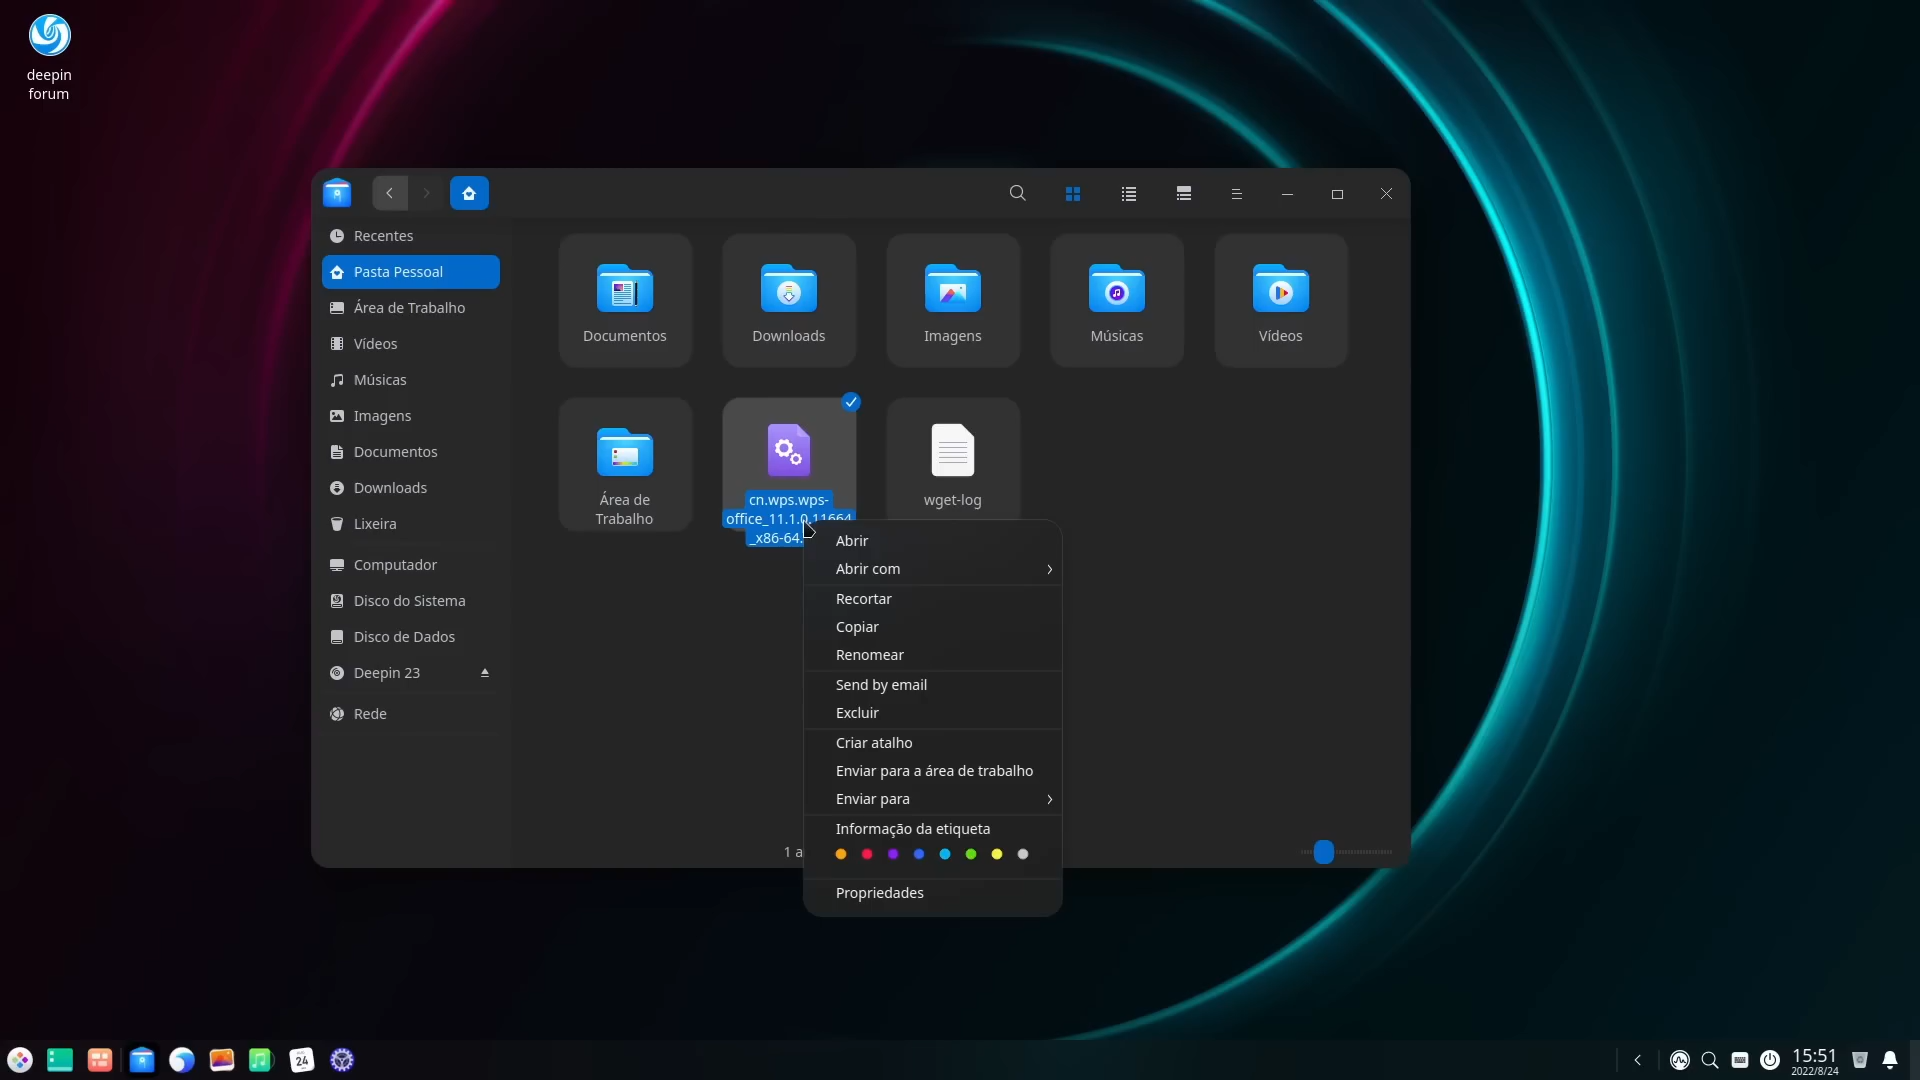 deepin
forum
Recentes
Pasta Pessoal
Área de Trabalho
Vídeos
Músicas
Imagens
Documentos
Downloads
Lixeira
Computador
Disco do Sistema
Disco de Dados
Deepin 23
Rede
Documentos
Downloads
Imagens
Músicas
Vídeos
Área de
Trabalho
cn.wps.wps-
office_11.1.0.11664
_x86-64.
wget-log
Abrir
Abrir com
Recortar
Copiar
Renomear
Send by email
Excluir
Criar atalho
Enviar para a área de trabalho
Enviar para
Informação da etiqueta
Propriedades
1 a
24
15:51
2022/8/24